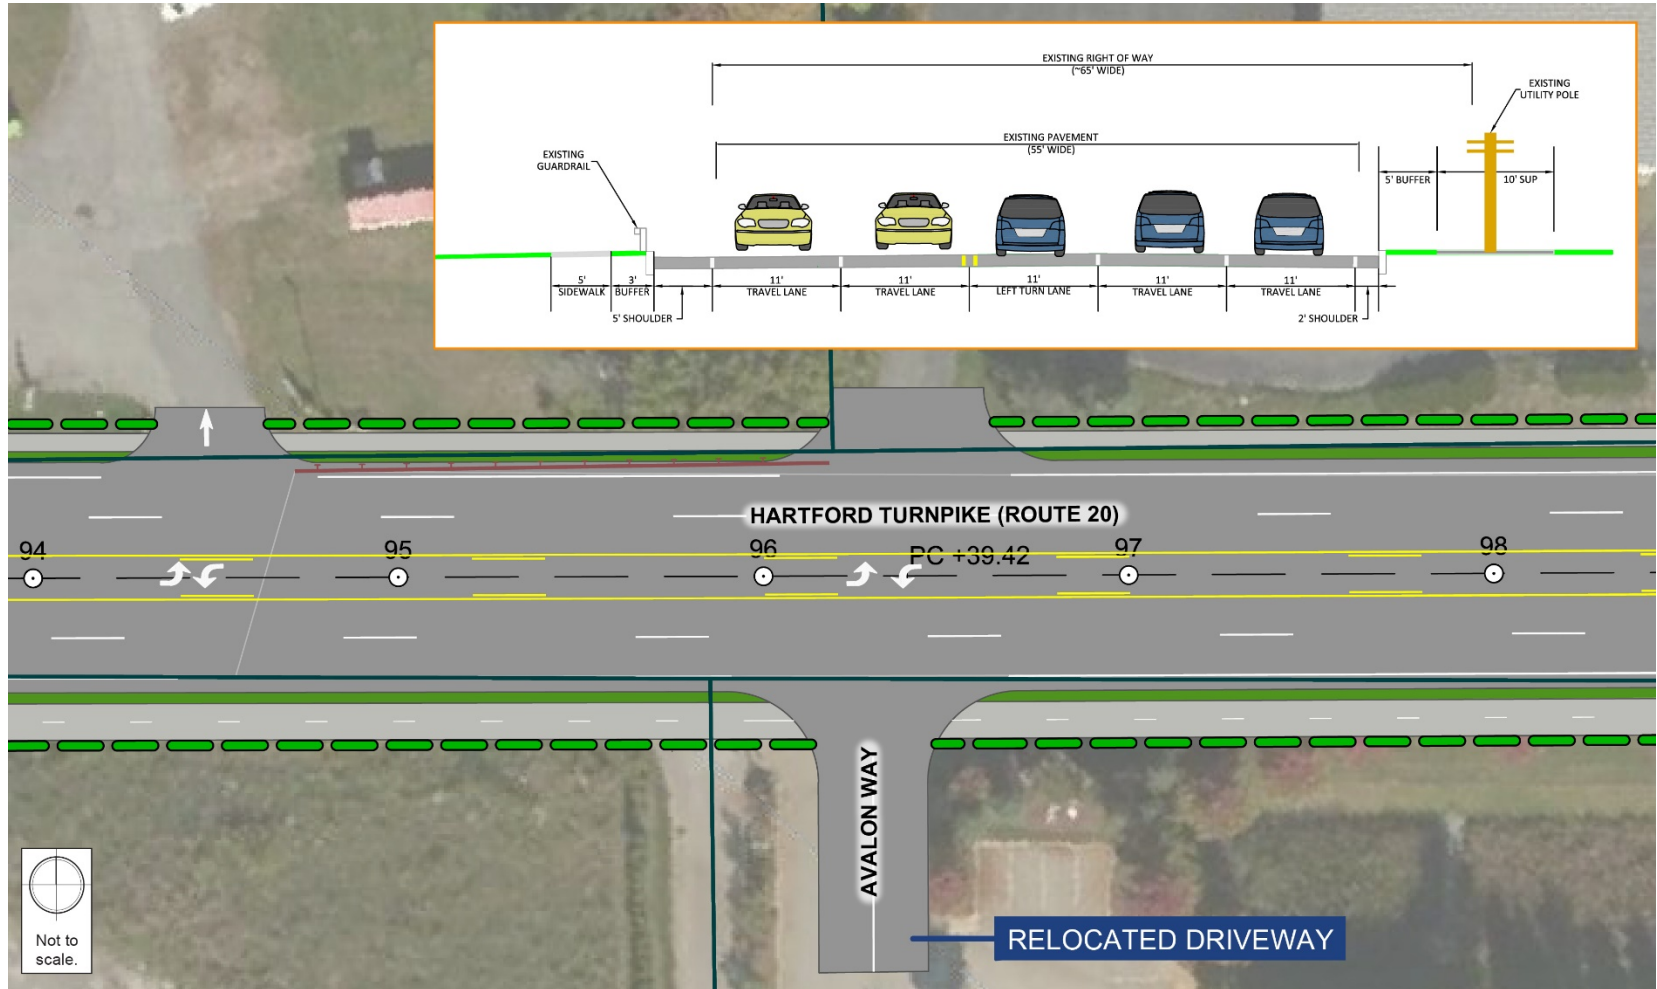 EXISTING RIGHT OF WAY
(~65' WIDE)
EXISTING
UTILITY POLE
EXISTING PAVEMENT
(55' WIDE)
EXISTING
GUARDRAIL
5' BUFFER
10' SUP
5'
SIDEWALK
3'
BUFFER
5' SHOULDER
11'
TRAVEL LANE
11'
TRAVEL LANE
11'
LEFT TURN LANE
11'
TRAVEL LANE
11'
TRAVEL LANE
2' SHOULDER
HARTFORD TURNPIKE (ROUTE 20)
94
95
96
PC +39.42
97
98
AVALON WAY
RELOCATED DRIVEWAY
Not to
scale.